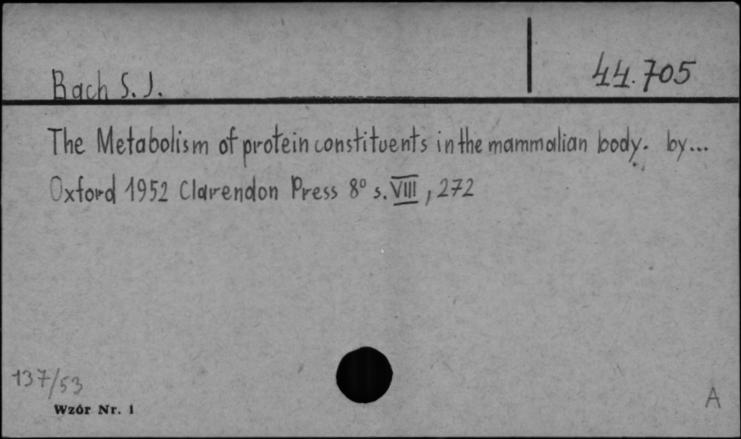 Bach S. J.
44.705
The Metabolism of protein constituents in the mammalian body. by...
Oxford 1952 Clarendon Press 8° s. VIII, 272
137/53
Wzór Nr. 1
A